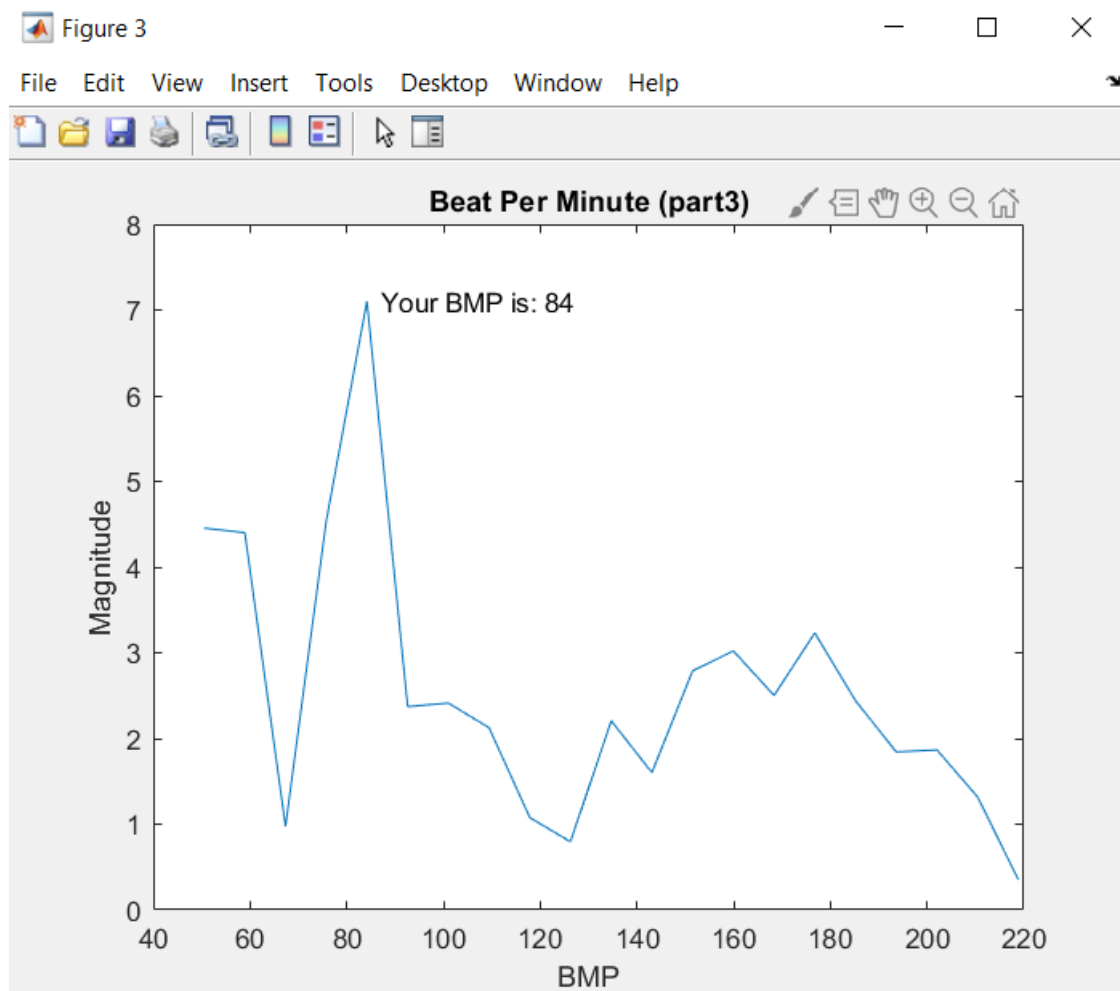 Figure 3
File Edit View Insert Tools Desktop Window Help
Beat Per Minute (part3)
8
7
6
5
4
3
2
1
0
Your BMP is: 84
Magnitude
40 60 80 100 120 140 160 180 200 220
BMP